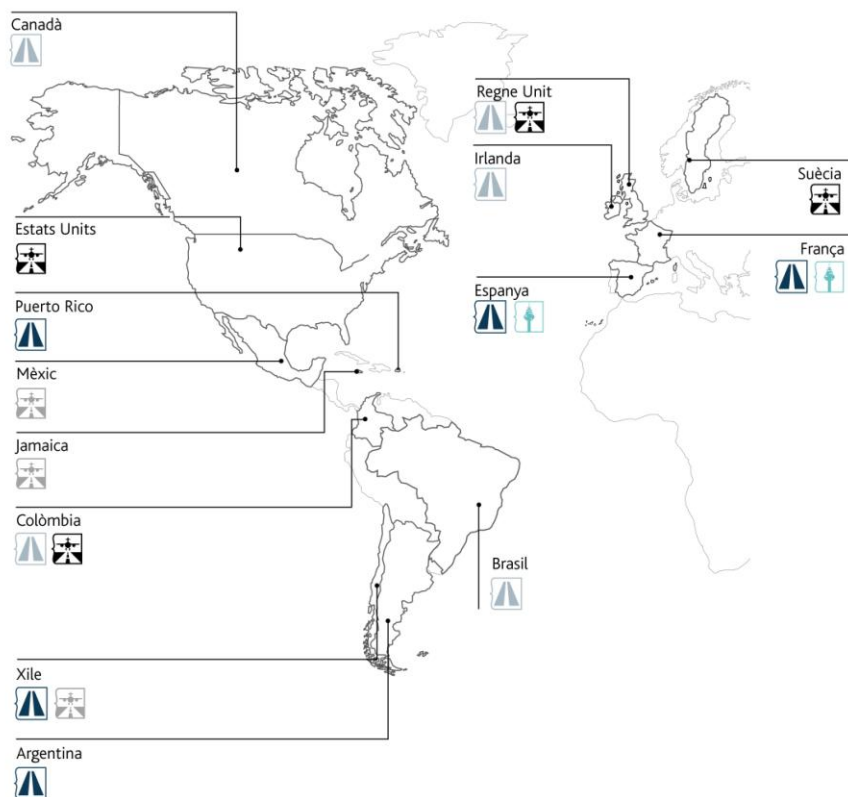 Canadà
Estats Units
Puerto Rico
Mèxic
Jamaica
Colòmbia
Xile
Argentina
Brasil
Regne Unit
Irlanda
Espanya
Suècia
França